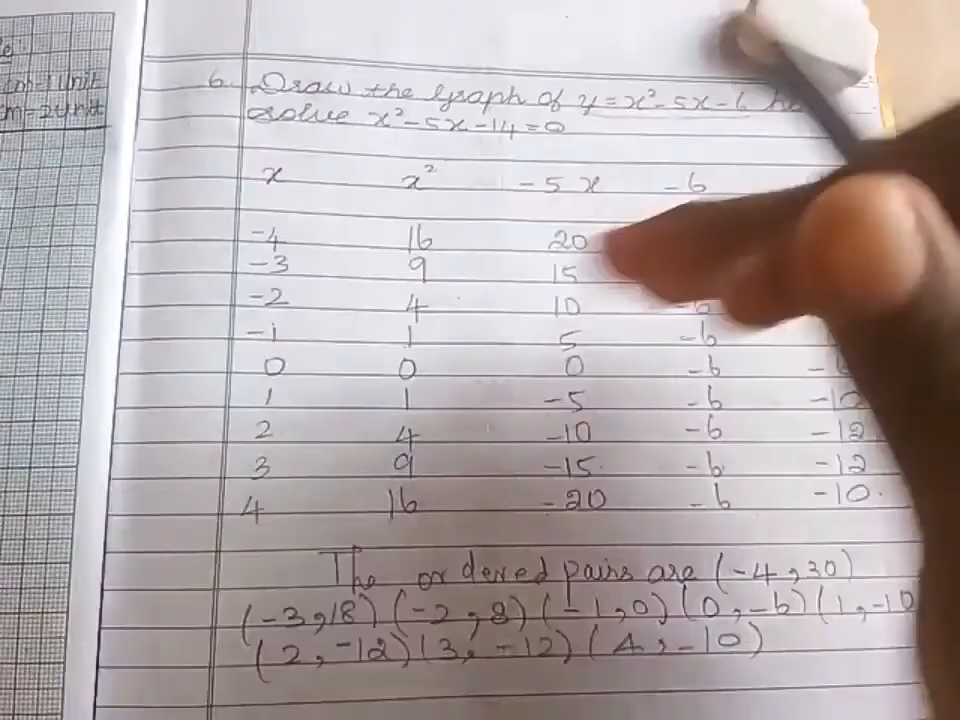 6. Draw the graph of y = x² - 5x - 6
solve x² - 5x - 14 = 0
x x² -5x -6
-4 16 20
-3 9 15
-2 4 10 -6
-1 1 5 -6
0 0 0 -6
1 1 -5 -6 -10
2 4 -10 -6 -12
3 9 -15 -6 -12
4 16 -20 -6 -10.
The ordered pairs are (-4, 30)
(-3, 18) (-2, 8) (-1, 0) (0, -6) (1, -10
(2, -12) (3, -12) (4, -10)